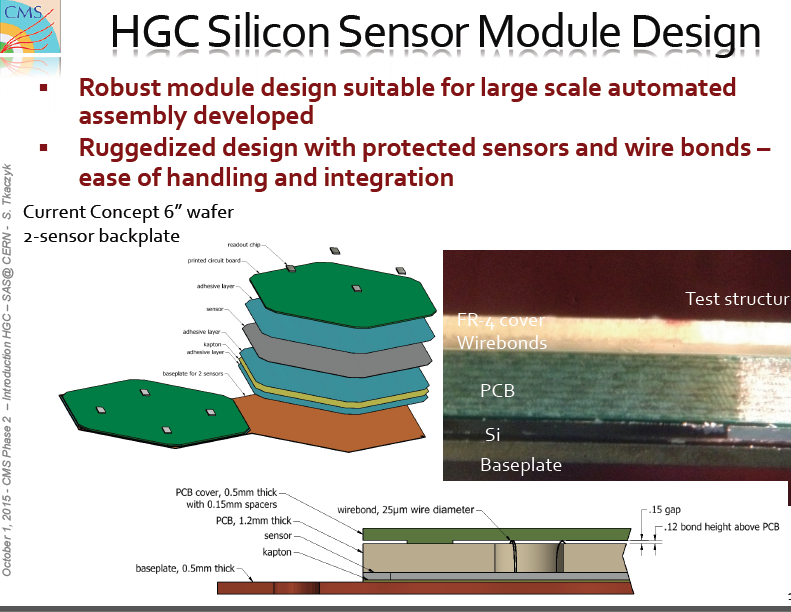 CMS
HGC Silicon Sensor Module Design
Robust module design suitable for large scale automated
assembly developed
Ruggedized design with protected sensors and wire bonds –
ease of handling and integration
October 1, 2015 - CMS Phase 2 – Introduction HGC – SAS@ CERN - S. Tkaczyk
Current Concept 6” wafer
2-sensor backplate
readout chip
printed circuit board
adhesive layer
sensor
adhesive layer
kapton
adhesive layer
baseplate for 2 sensors
Test structur
FR-4 cover
Wirebonds
PCB
Si
Baseplate
PCB cover, 0.5mm thick
with 0.15mm spacers
PCB, 1.2mm thick
sensor
kapton
baseplate, 0.5mm thick
wirebond, 25µm wire diameter
.15 gap
.12 bond height above PCB